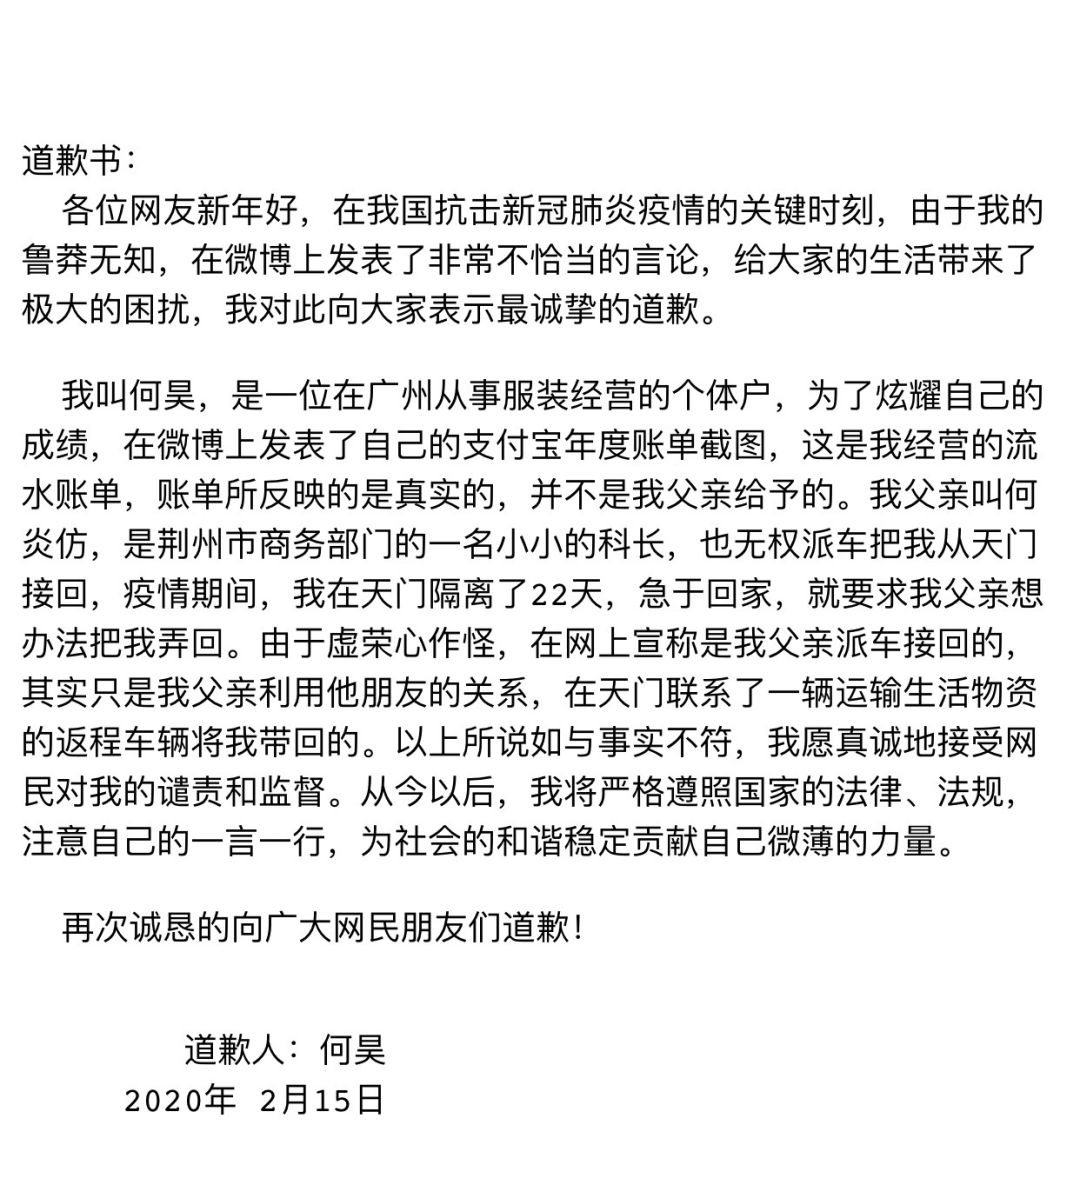 道歉书：
各位网友新年好，在我国抗击新冠肺炎疫情的关键时刻，由于我的
鲁莽无知，在微博上发表了非常不恰当的言论，给大家的生活带来了
极大的困扰，我对此向大家表示最诚挚的道歉。
我叫何昊，是一位在广州从事服装经营的个体户，为了炫耀自己的
成绩，在微博上发表了自己的支付宝年度账单截图，这是我经营的流
水账单，账单所反映的是真实的，并不是我父亲给予的。我父亲叫何
炎仿，是荆州市商务部门的一名小小的科长，也无权派车把我从天门
接回，疫情期间，我在天门隔离了22天，急于回家，就要求我父亲想
办法把我弄回。由于虚荣心作怪，在网上宣称是我父亲派车接回的，
其实只是我父亲利用他朋友的关系，在天门联系了一辆运输生活物资
的返程车辆将我带回的。以上所说如与事实不符，我愿真诚地接受网
民对我的谴责和监督。从今以后，我将严格遵照国家的法律、法规，
注意自己的一言一行，为社会的和谐稳定贡献自己微薄的力量。
再次诚恳的向广大网民朋友们道歉！
道歉人：何昊
2020年 2月15日